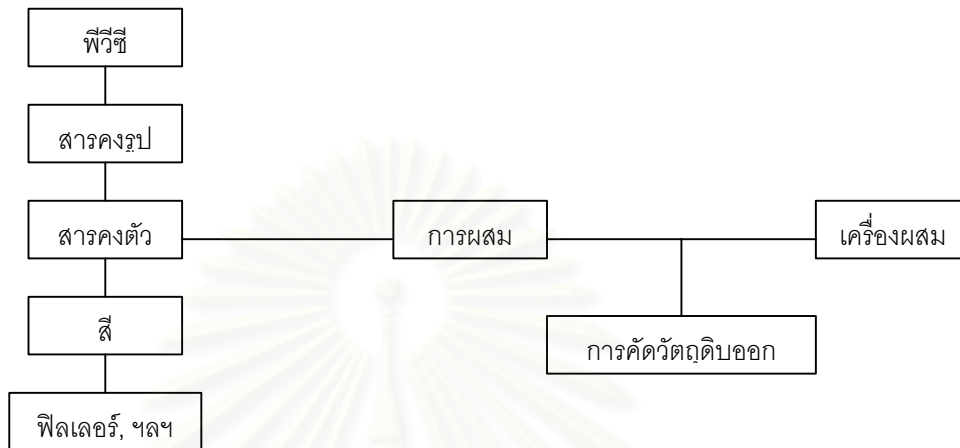 พีวีซี
สารคงรูป
สารคงตัว
การผสม
เครื่องผสม
สี
การคัดวัตถุดิบออก
ฟิลเลอร์, ฯลฯ